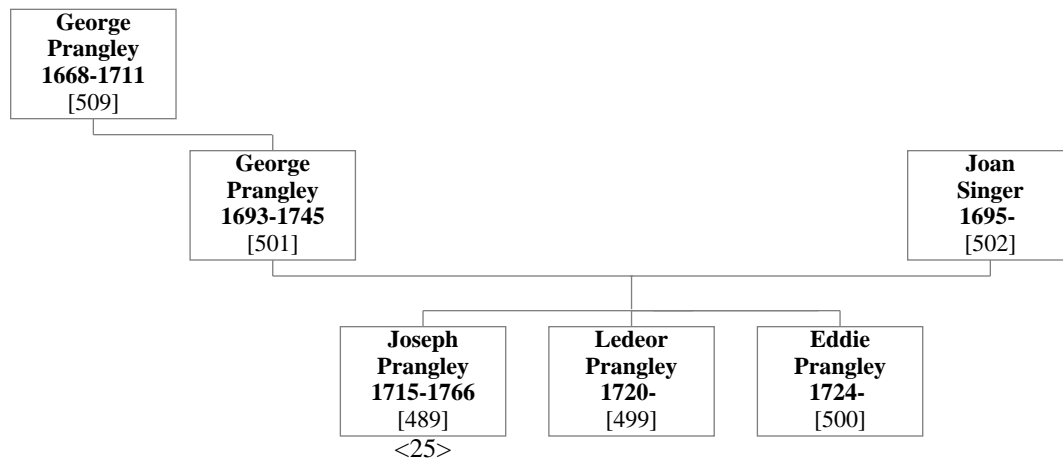 George
Prangley
1668-1711
[509]
George
Prangley
1693-1745
[501]
Joan
Singer
1695-
[502]
Joseph
Prangley
1715-1766
[489]
<25>
Ledeor
Prangley
1720-
[499]
Eddie
Prangley
1724-
[500]